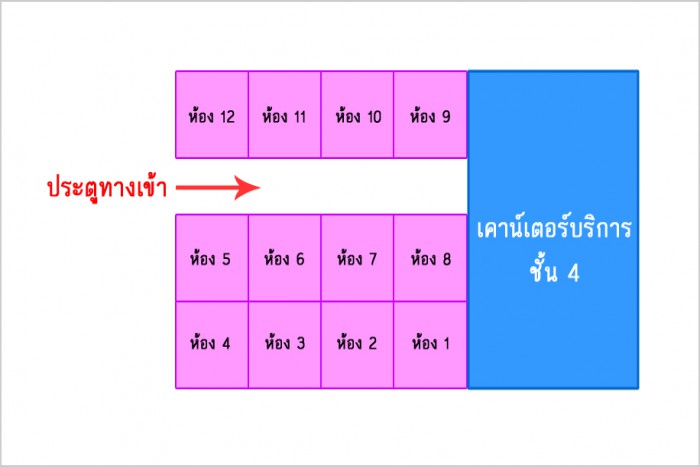 ห้อง 12
ห้อง 11
ห้อง 10
ห้อง 9
ประตูทางเข้า
เคาน์เตอร์บริการ
ชั้น 4
ห้อง 5
ห้อง 6
ห้อง 7
ห้อง 8
ห้อง 4
ห้อง 3
ห้อง 2
ห้อง 1